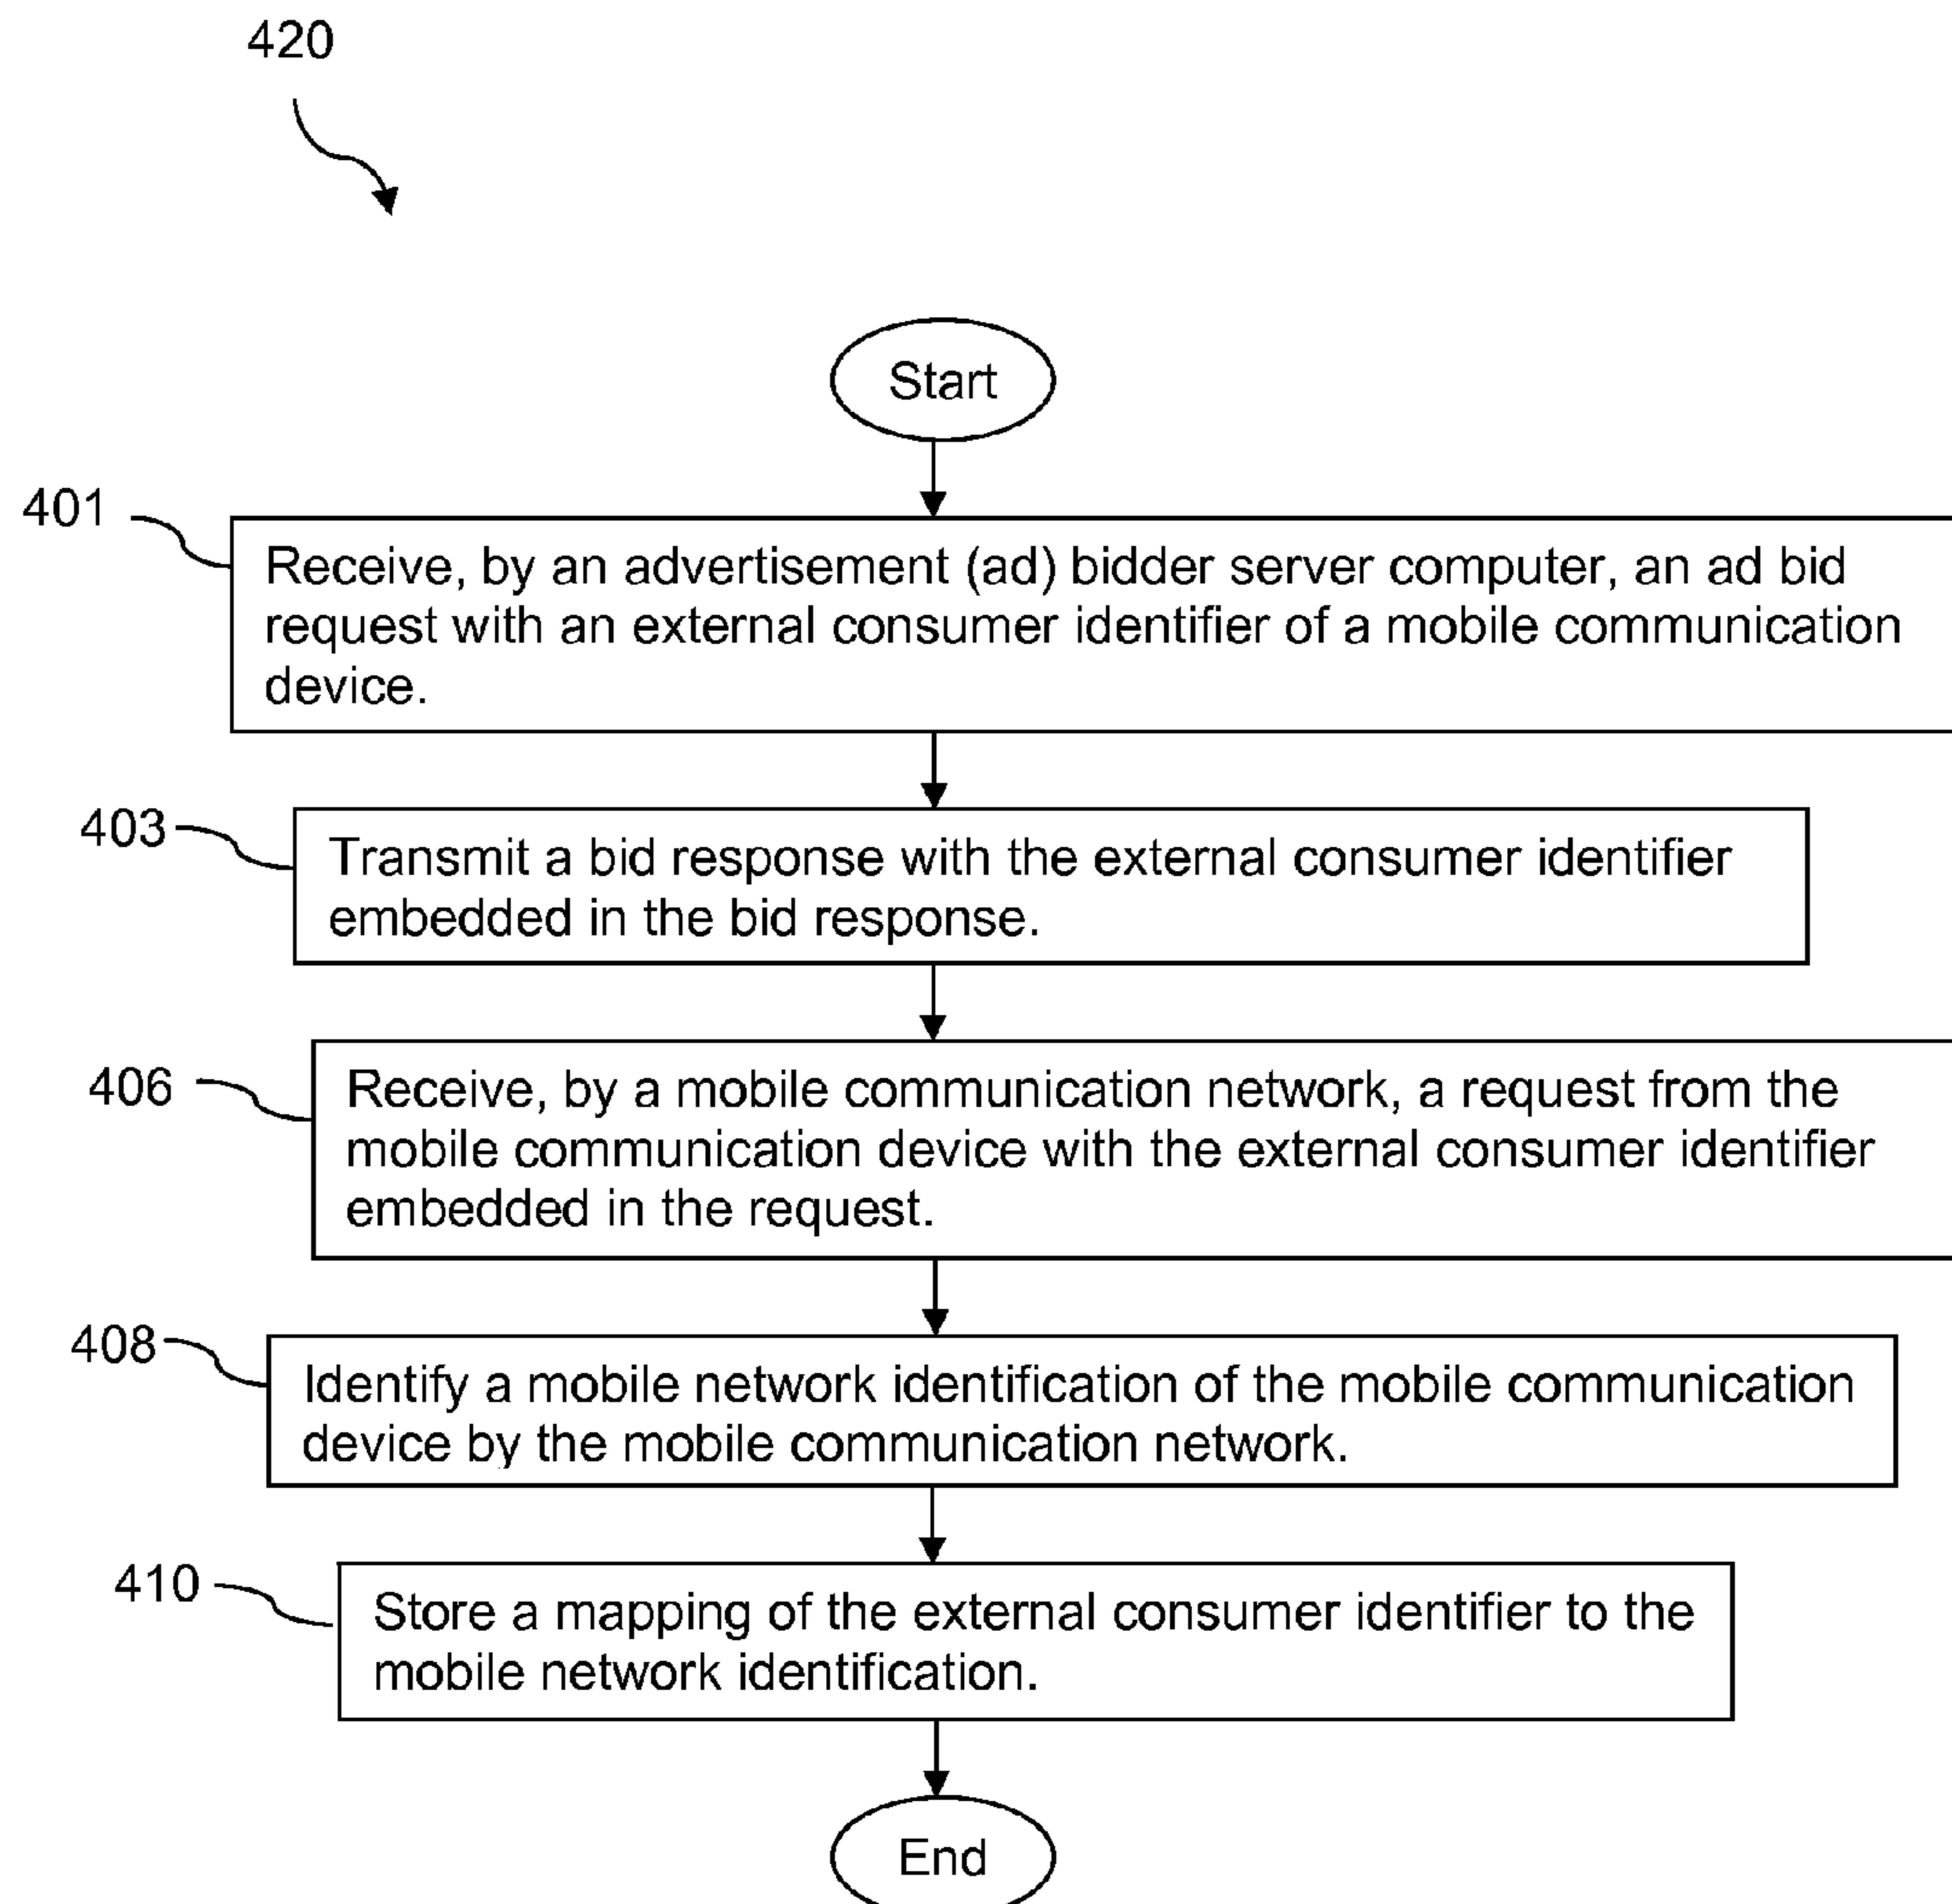 420
Start
401
Receive, by an advertisement (ad) bidder server computer, an ad bid
request with an external consumer identifier of a mobile communication
device.
403
Transmit a bid response with the external consumer identifier
embedded in the bid response.
406
Receive, by a mobile communication network, a request from the
mobile communication device with the external consumer identifier
embedded in the request.
408
Identify a mobile network identification of the mobile communication
device by the mobile communication network.
410
Store a mapping of the external consumer identifier to the
mobile network identification.
End